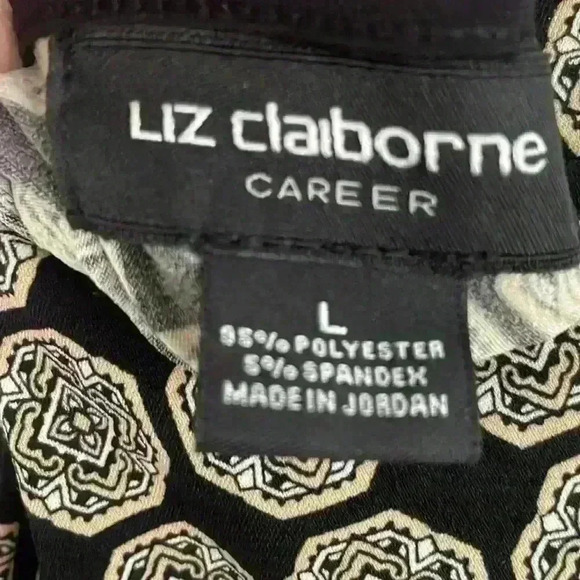 Liz claiborne
CAREER
L
95% POLYESTER
5% SPANDEX
MADE IN JORDAN